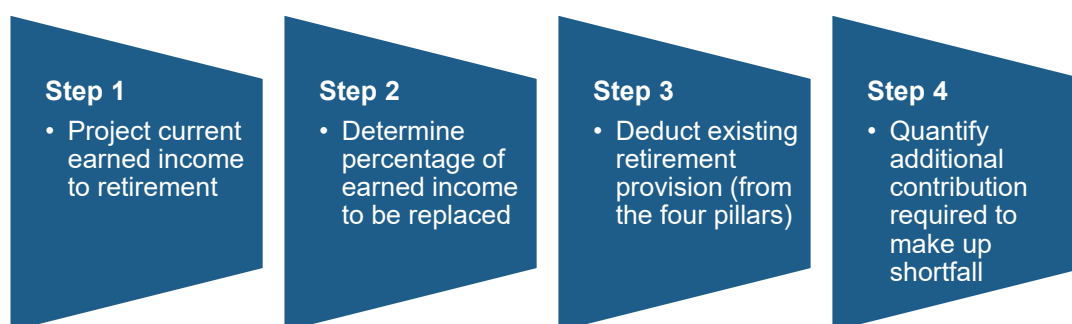 Step 1
• Project current
earned income
to retirement
Step 2
• Determine
percentage of
earned income
to be replaced
Step 3
• Deduct existing
retirement
provision (from
the four pillars)
Step 4
• Quantify
additional
contribution
required to
make up
shortfall